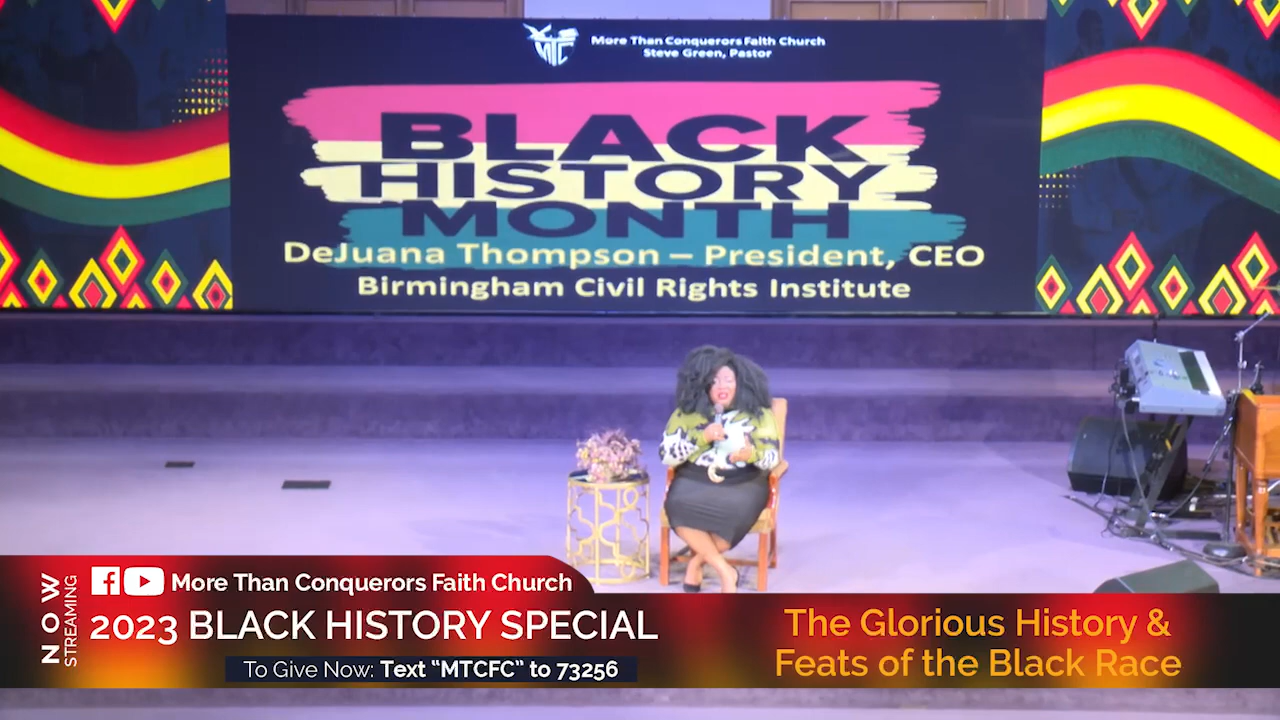 MTC
More Than Conquerors Faith Church
Steve Green, Pastor
BLACK
HISTORY
MONTH
DeJuana Thompson – President, CEO
Birmingham Civil Rights Institute
NOW
STREAMING
More Than Conquerors Faith Church
2023 BLACK HISTORY SPECIAL
To Give Now: Text “MTCFC” to 73256
The Glorious History &
Feats of the Black Race